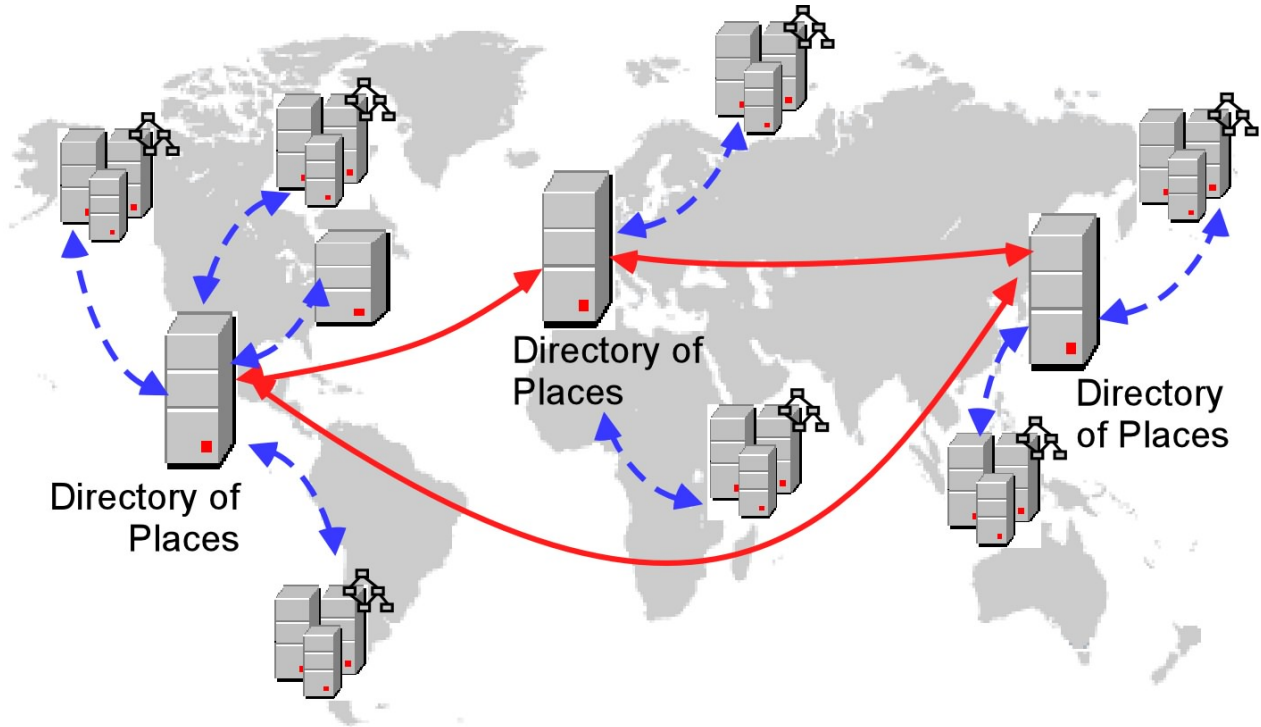 Directory of
Places
Directory of
Places
Directory
of Places